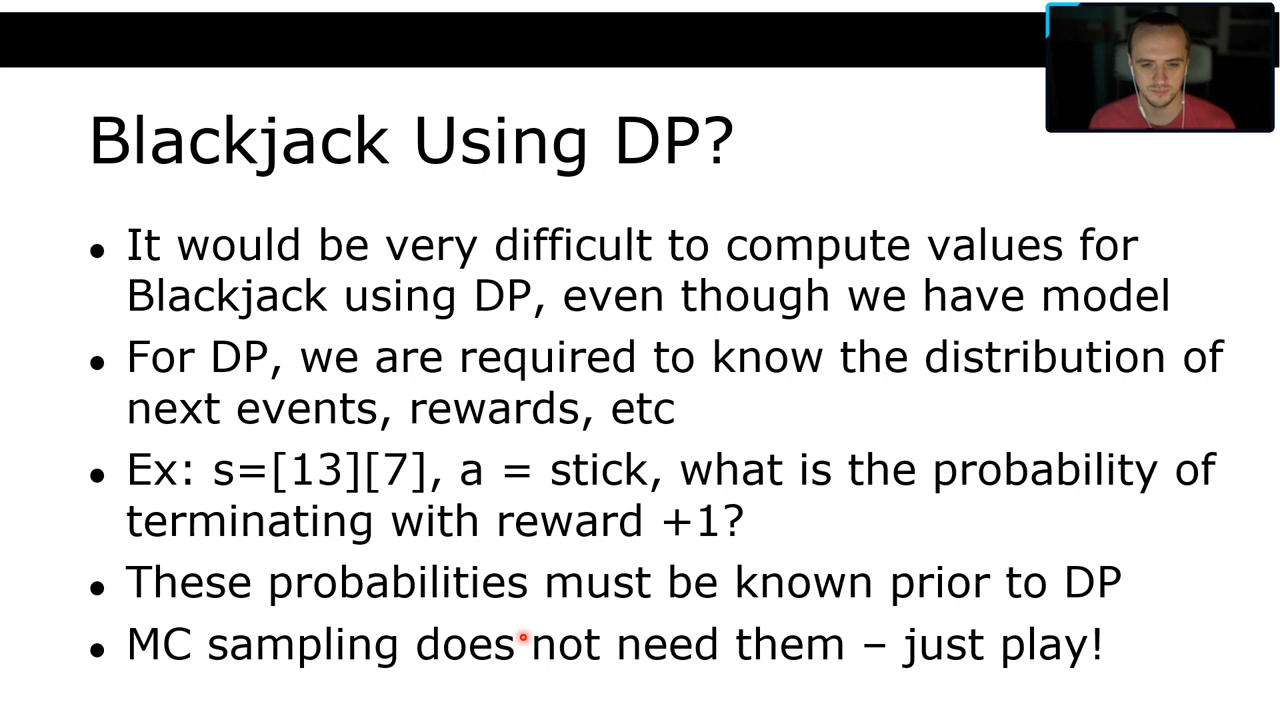 Blackjack Using DP?
• It would be very difficult to compute values for
Blackjack using DP, even though we have model
• For DP, we are required to know the distribution of
next events, rewards, etc
• Ex: s=[13][7], a = stick, what is the probability of
terminating with reward +1?
• These probabilities must be known prior to DP
• MC sampling does not need them – just play!